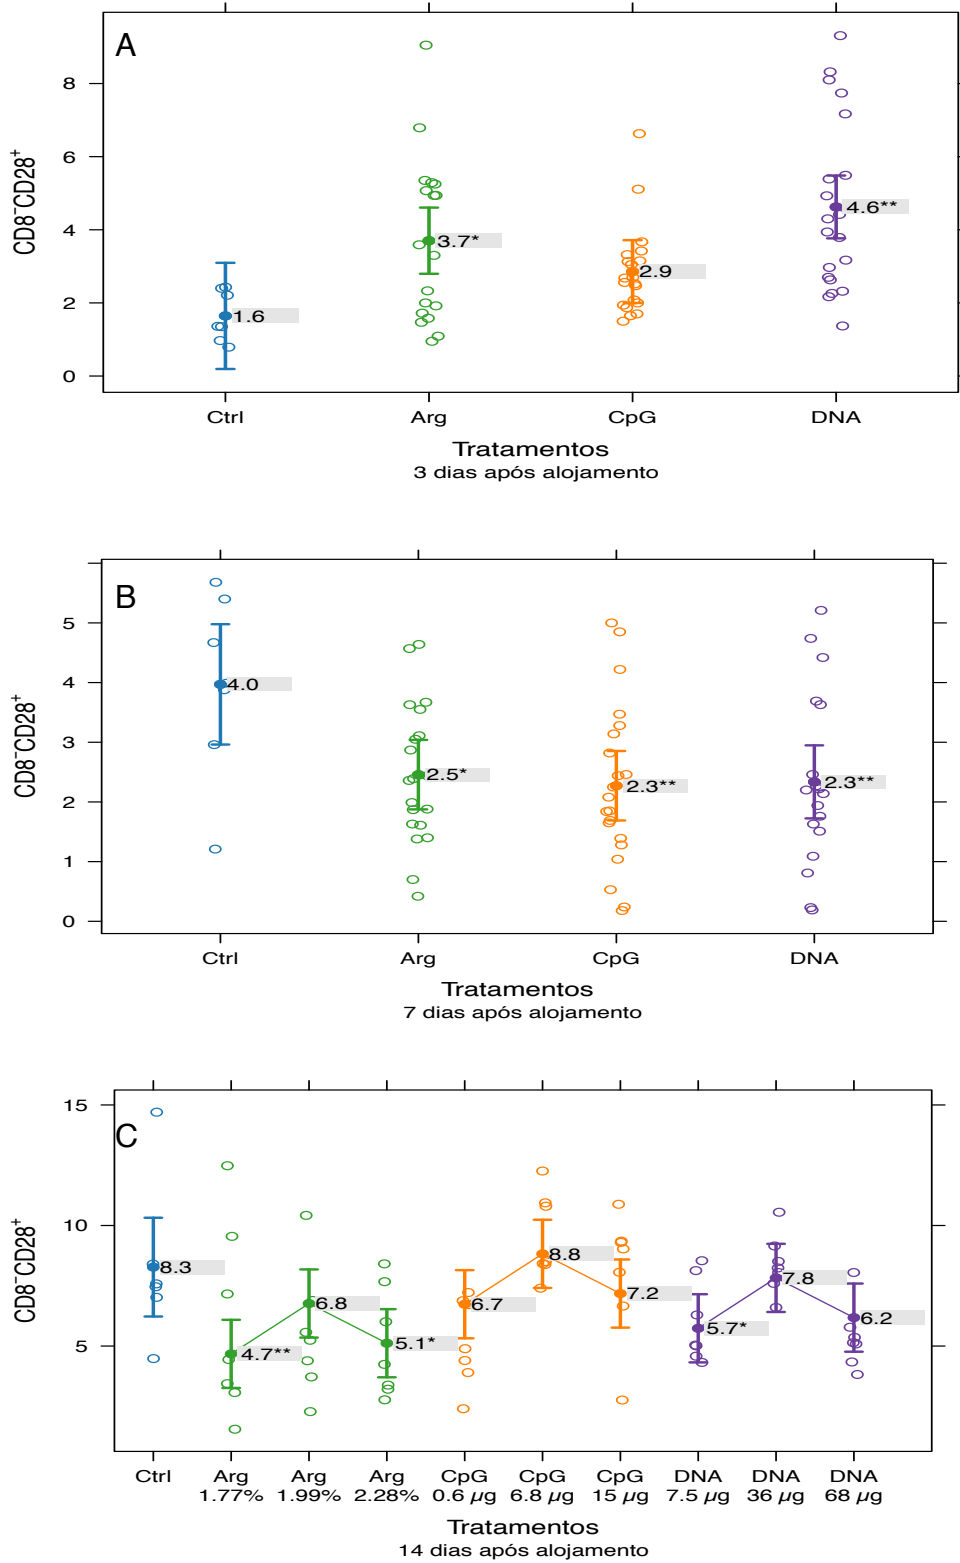 A
8
6
4
2
0
CD8⁻CD28⁺
1.6
3.7*
2.9
4.6**
Ctrl Arg CpG DNA
Tratamentos
3 dias após alojamento
B
5
4
3
2
1
0
CD8⁻CD28⁺
4.0
2.5*
2.3**
2.3**
Ctrl Arg CpG DNA
Tratamentos
7 dias após alojamento
C
15
10
5
CD8⁻CD28⁺
8.3
4.7**
6.8
5.1*
6.7
8.8
7.2
5.7*
7.8
6.2
Ctrl Arg Arg Arg CpG CpG CpG DNA DNA DNA
1.77% 1.99% 2.28% 0.6 µg 6.8 µg 15 µg 7.5 µg 36 µg 68 µg
Tratamentos
14 dias após alojamento